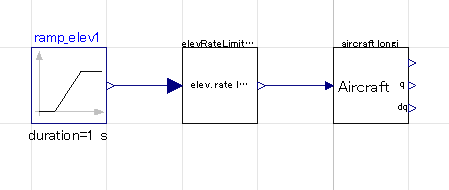 ramp_elev1
elevRateLimit...
aircraft longi
elev. rate l...
Aircraft
q
dq
duration=1 s